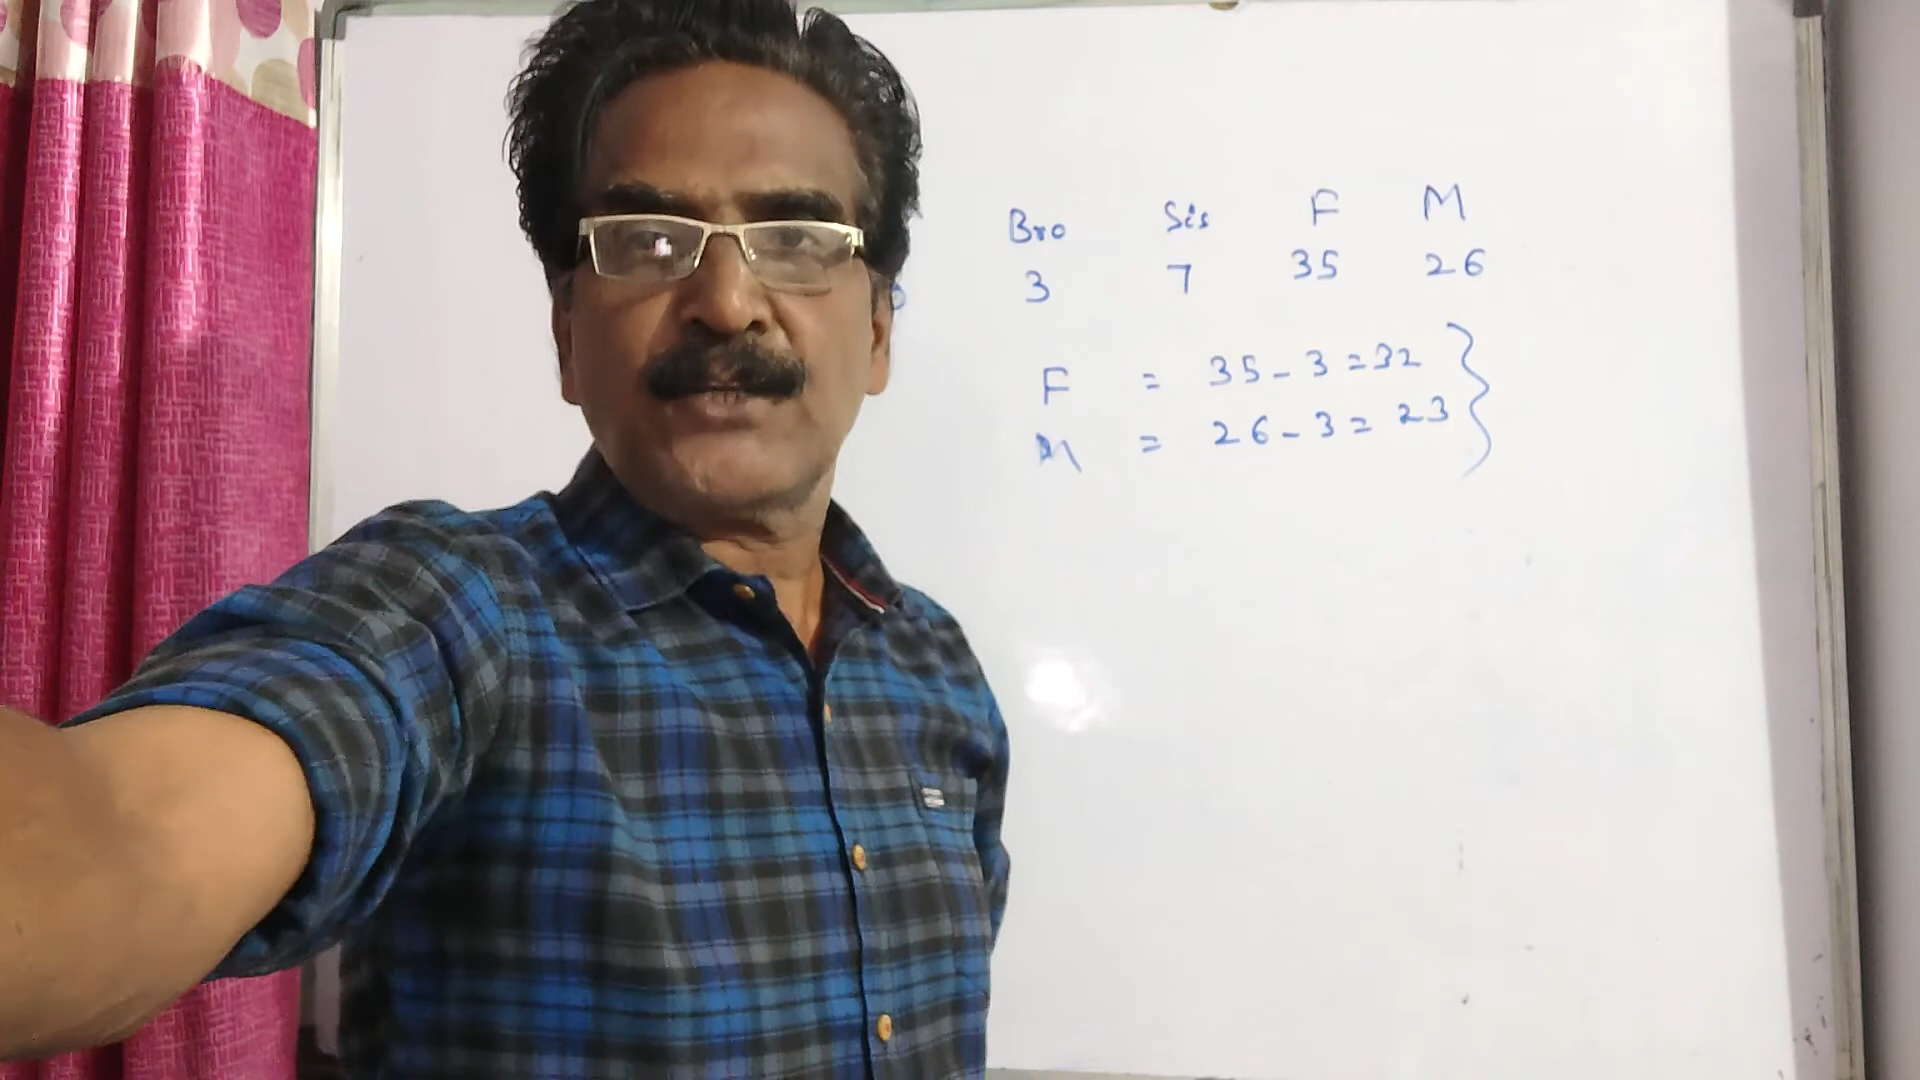 Bro Sis F M
3 7 35 26
F = 35 - 3 = 32
M = 26 - 3 = 23